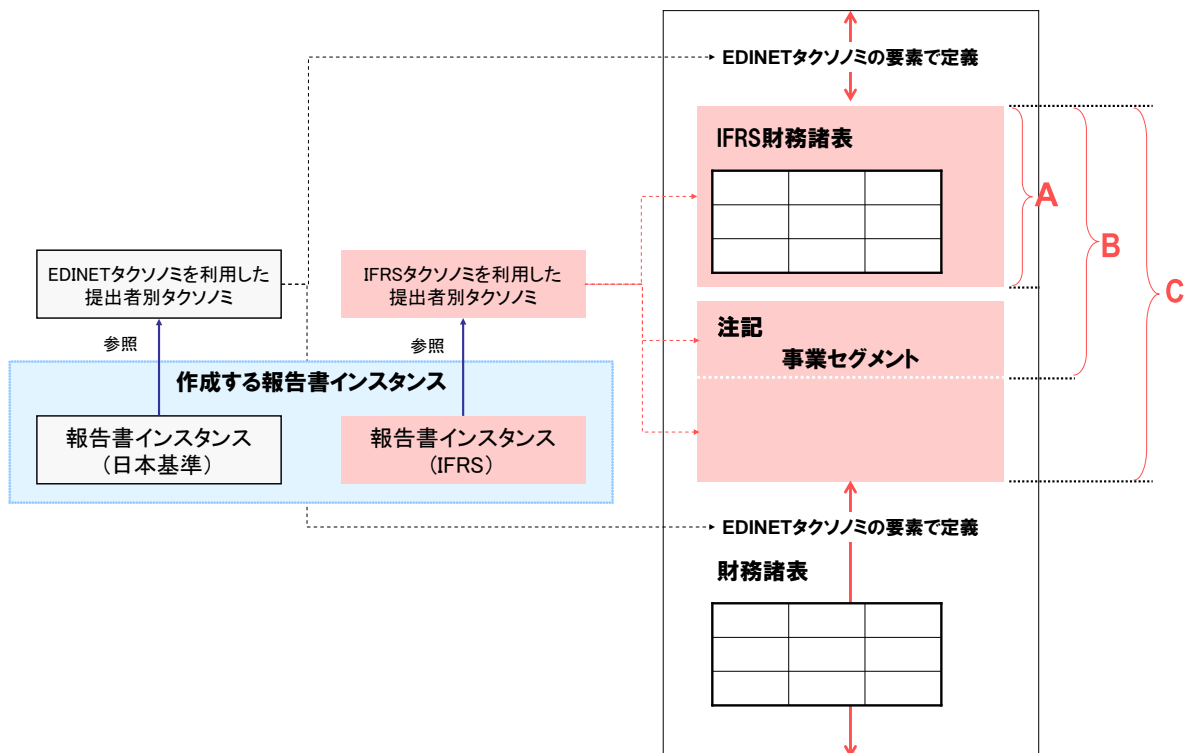 EDINETタクソノミの要素で定義
IFRS財務諸表
A
B
C
EDINETタクソノミを利用した
提出者別タクソノミ
IFRSタクソノミを利用した
提出者別タクソノミ
注記
事業セグメント
参照
参照
作成する報告書インスタンス
報告書インスタンス
（日本基準）
報告書インスタンス
(IFRS)
EDINETタクソノミの要素で定義
財務諸表